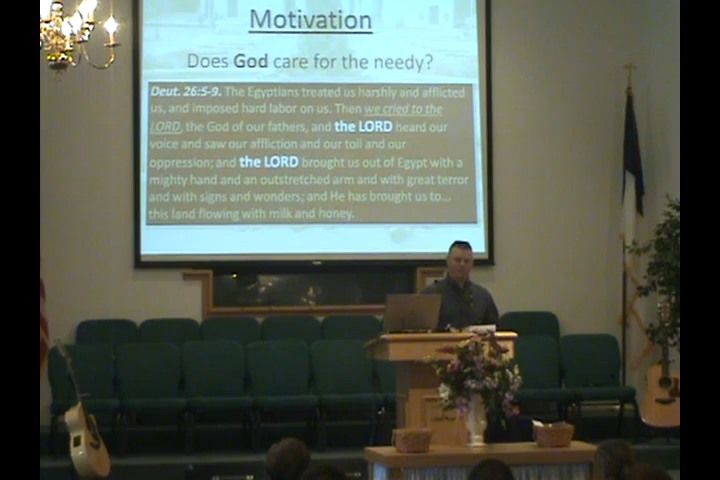 Motivation
Does God care for the needy?
Deut. 26:5-9. The Egyptians treated us harshly and afflicted
us, and imposed hard labor on us. Then we cried to the
LORD, the God of our fathers, and the LORD heard our
voice and saw our affliction and our toil and our
oppression; and the LORD brought us out of Egypt with a
mighty hand and an outstretched arm and with great terror
and with signs and wonders; and He has brought us to...
this land flowing with milk and honey.